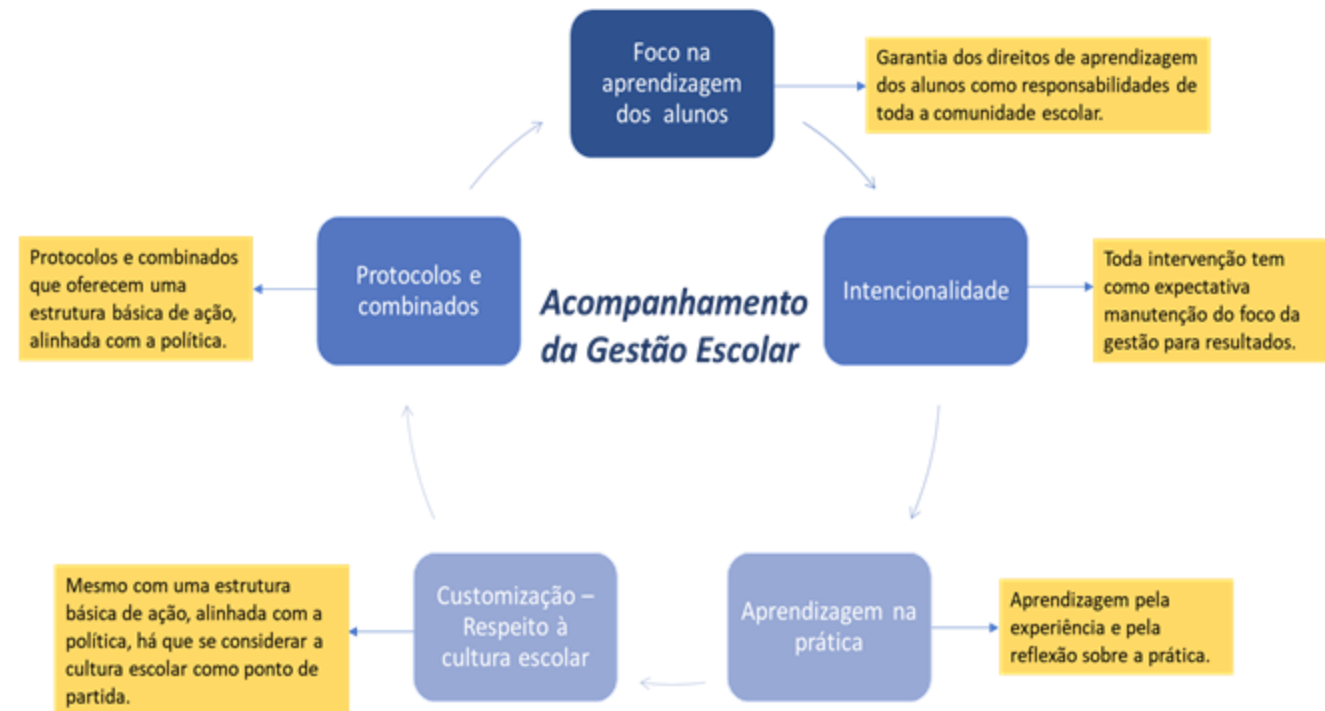 Foco na
aprendizagem
dos alunos
Garantia dos direitos de aprendizagem
dos alunos como responsabilidades de
toda a comunidade escolar.
Protocolos e combinados
que oferecem uma
estrutura básica de ação,
alinhada com a política.
Protocolos e
combinados
Acompanhamento
da Gestão Escolar
Intencionalidade
Toda intervenção tem
como expectativa
manutenção do foco da
gestão para resultados.
Mesmo com uma estrutura
básica de ação, alinhada com a
política, há que se considerar a
cultura escolar como ponto de
partida.
Customização –
Respeito à
cultura escolar
Aprendizagem na
prática
Aprendizagem pela
experiência e pela
reflexão sobre a prática.